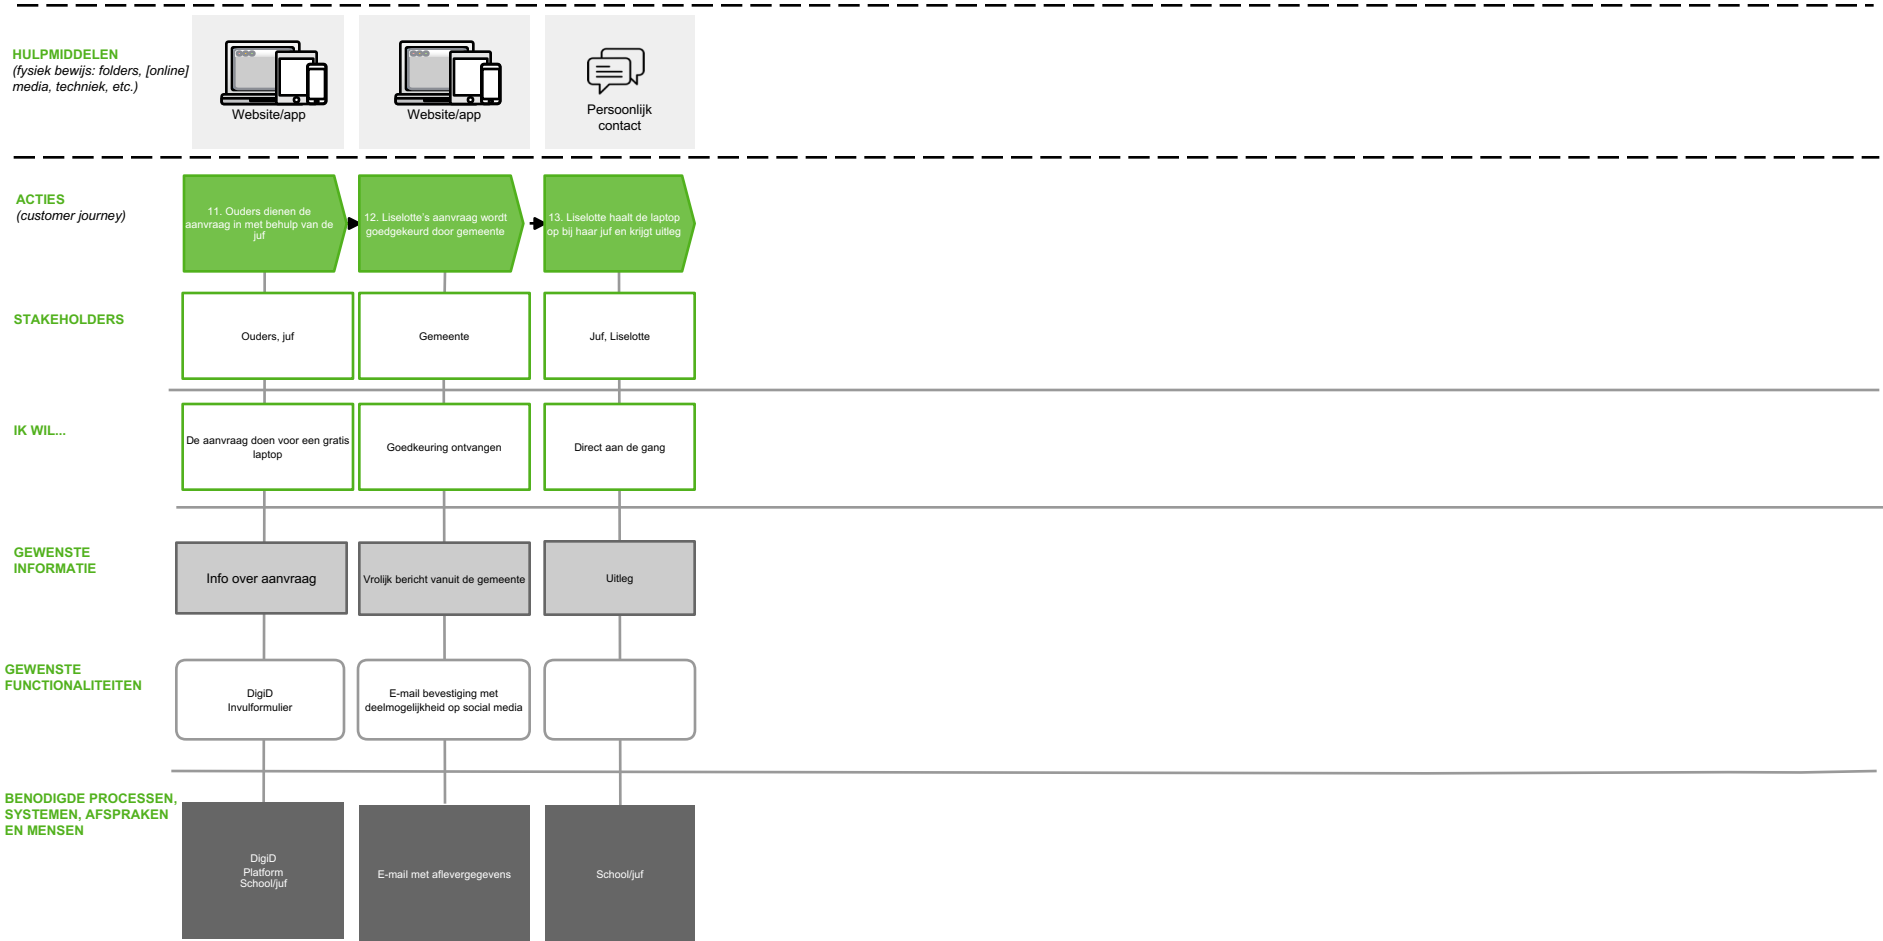 HULPMIDDELEN
(fysiek bewijs: folders, [online]
media, techniek, etc.)
Website/app
Website/app
Persoonlijk
contact
ACTIES
(customer journey)
11. Ouders dienen de
aanvraag in met behulp van de
juf
12. Liselotte's aanvraag wordt
goedgekeurd door gemeente
13. Liselotte haalt de laptop
op bij haar juf en krijgt uitleg
STAKEHOLDERS
Ouders, juf
Gemeente
Juf, Liselotte
IK WIL...
De aanvraag doen voor een gratis
laptop
Goedkeuring ontvangen
Direct aan de gang
GEWENSTE
INFORMATIE
Info over aanvraag
Vrolijk bericht vanuit de gemeente
Uitleg
GEWENSTE
FUNCTIONALITEITEN
DigiD
Invulformulier
E-mail bevestiging met
deelmogelijkheid op social media
BENODIGDE PROCESSEN,
SYSTEMEN, AFSPRAKEN
EN MENSEN
DigiD
Platform
School/juf
E-mail met aflevergegevens
School/juf